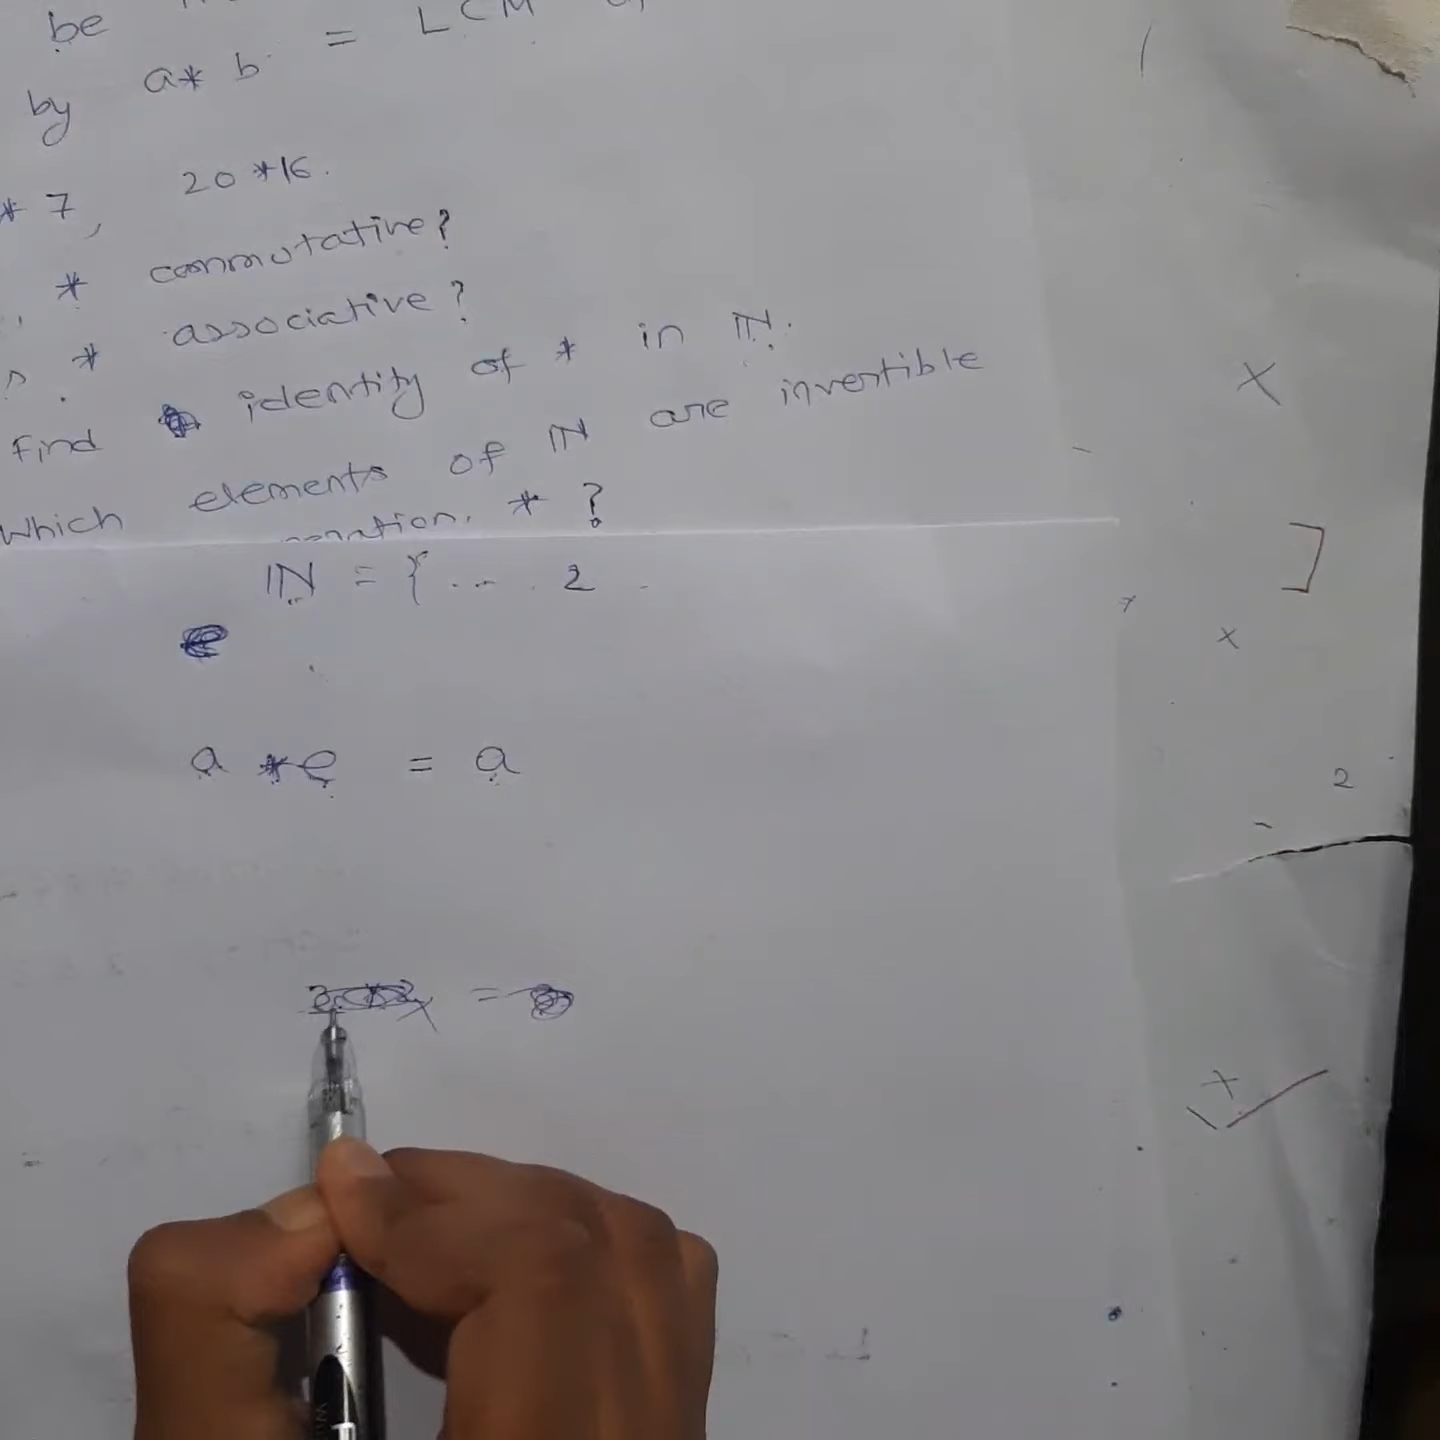 be
by a * b = LCM
* 7, 20 * 16.
* commutative?
* associative?
Find identity of * in IN.
Which elements of IN are invertible
* ?
IN = { ... 2
a * e = a
=
x
]
x
2
x